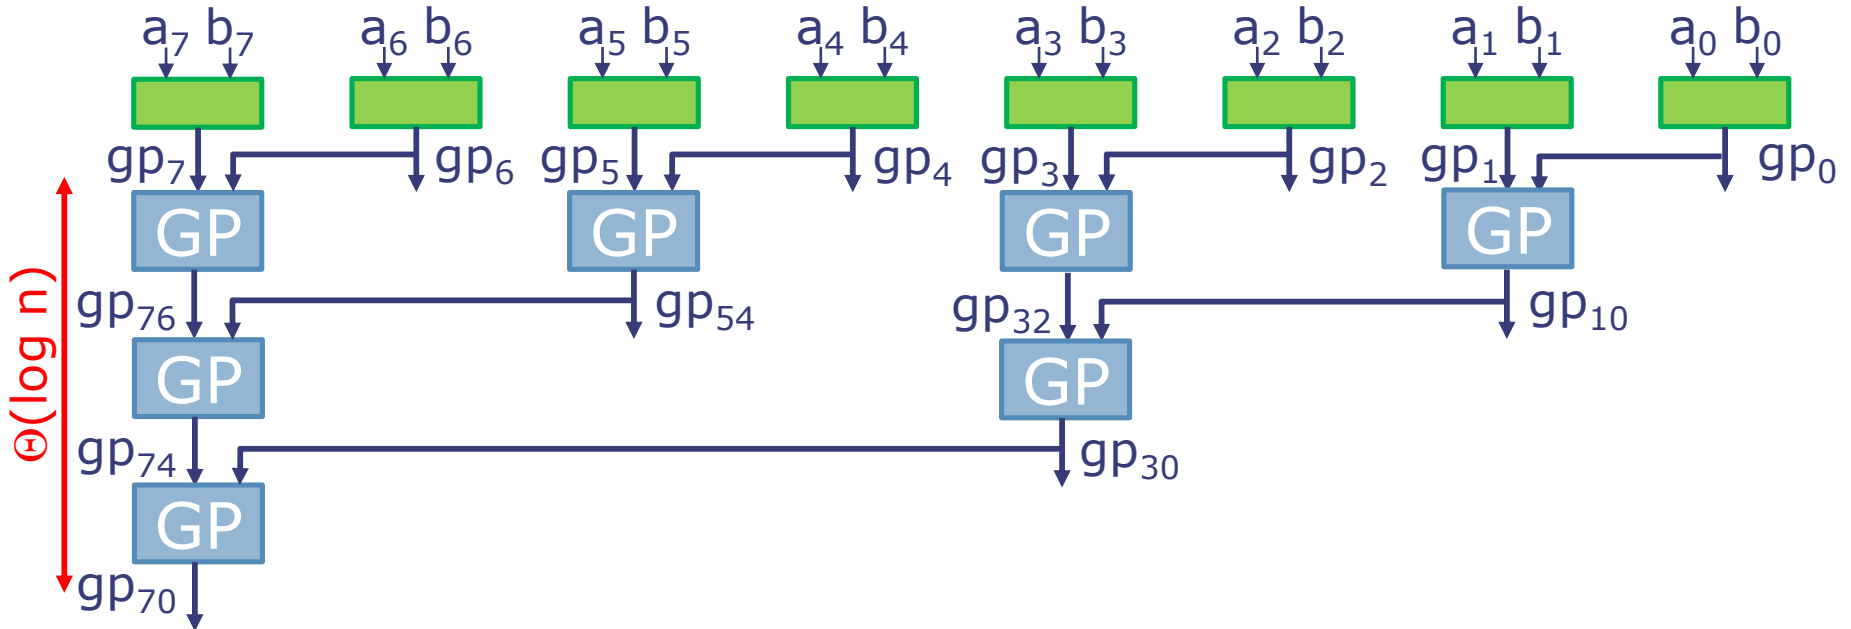 a₇ b₇ a₆ b₆ a₅ b₅ a₄ b₄ a₃ b₃ a₂ b₂ a₁ b₁ a₀ b₀
gp₇ gp₆ gp₅ gp₄ gp₃ gp₂ gp₁ gp₀
GP GP GP GP
gp₇₆ gp₅₄ gp₃₂ gp₁₀
Θ(log n)
GP GP
gp₇₄ gp₃₀
GP
gp₇₀